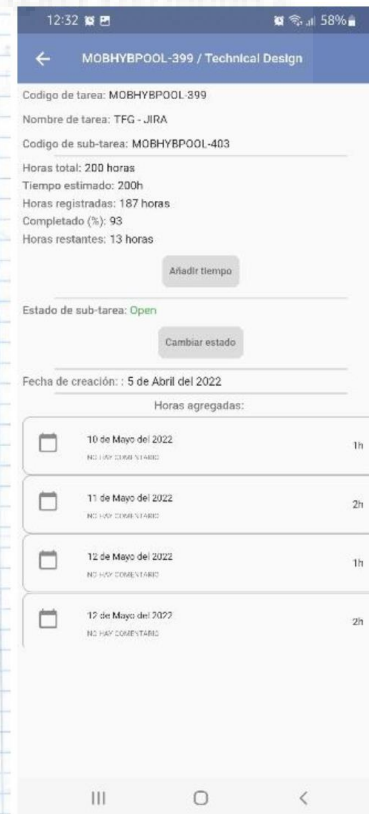 12:32
58%
MOBHYBPOOL-399 / Technical Design
Codigo de tarea: MOBHYBPOOL-399
Nombre de tarea: TFG - JIRA
Codigo de sub-tarea: MOBHYBPOOL-403
Horas total: 200 horas
Tiempo estimado: 200h
Horas registradas: 187 horas
Completado (%): 93
Horas restantes: 13 horas
Añadir tiempo
Estado de sub-tarea: Open
Cambiar estado
Fecha de creación: : 5 de Abril del 2022
Horas agregadas:
10 de Mayo del 2022
1h
NO HAY COMENTARIO
11 de Mayo del 2022
2h
NO HAY COMENTARIO
12 de Mayo del 2022
1h
NO HAY COMENTARIO
12 de Mayo del 2022
2h
NO HAY COMENTARIO